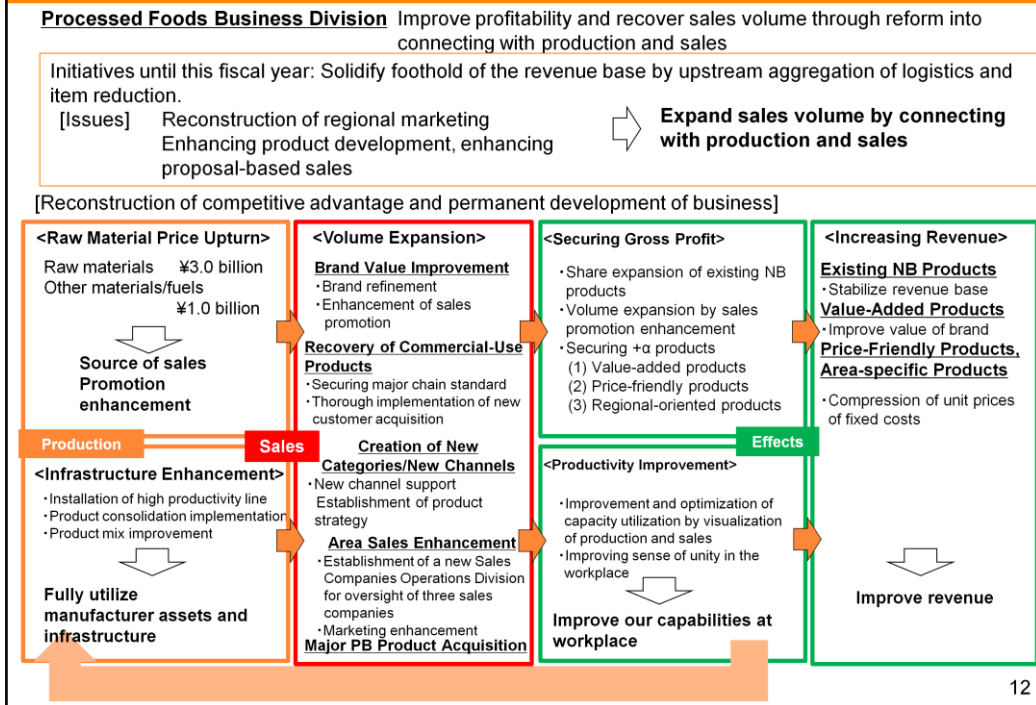 Processed Foods Business Division Improve profitability and recover sales volume through reform into
connecting with production and sales
Initiatives until this fiscal year: Solidify foothold of the revenue base by upstream aggregation of logistics and
item reduction.
[Issues] Reconstruction of regional marketing
Enhancing product development, enhancing
proposal-based sales
Expand sales volume by connecting
with production and sales
[Reconstruction of competitive advantage and permanent development of business]
<Raw Material Price Upturn>
Raw materials ¥3.0 billion
Other materials/fuels
¥1.0 billion
Source of sales
Promotion
enhancement
Production
<Infrastructure Enhancement>
・Installation of high productivity line
・Product consolidation implementation
・Product mix improvement
Fully utilize
manufacturer assets and
infrastructure
<Volume Expansion>
Brand Value Improvement
・Brand refinement
・Enhancement of sales
promotion
Recovery of Commercial-Use
Products
・Securing major chain standard
・Thorough implementation of new
customer acquisition
Sales
Creation of New
Categories/New Channels
・New channel support
Establishment of product
strategy
Area Sales Enhancement
・Establishment of a new Sales
Companies Operations Division
for oversight of three sales
companies
・Marketing enhancement
Major PB Product Acquisition
<Securing Gross Profit>
・Share expansion of existing NB
products
・Volume expansion by sales
promotion enhancement
・Securing +α products
(1) Value-added products
(2) Price-friendly products
(3) Regional-oriented products
Effects
<Productivity Improvement>
・Improvement and optimization of
capacity utilization by visualization
of production and sales
・Improving sense of unity in the
workplace
Improve our capabilities at
workplace
<Increasing Revenue>
Existing NB Products
・Stabilize revenue base
Value-Added Products
・Improve value of brand
Price-Friendly Products,
Area-specific Products
・Compression of unit prices
of fixed costs
Improve revenue
12